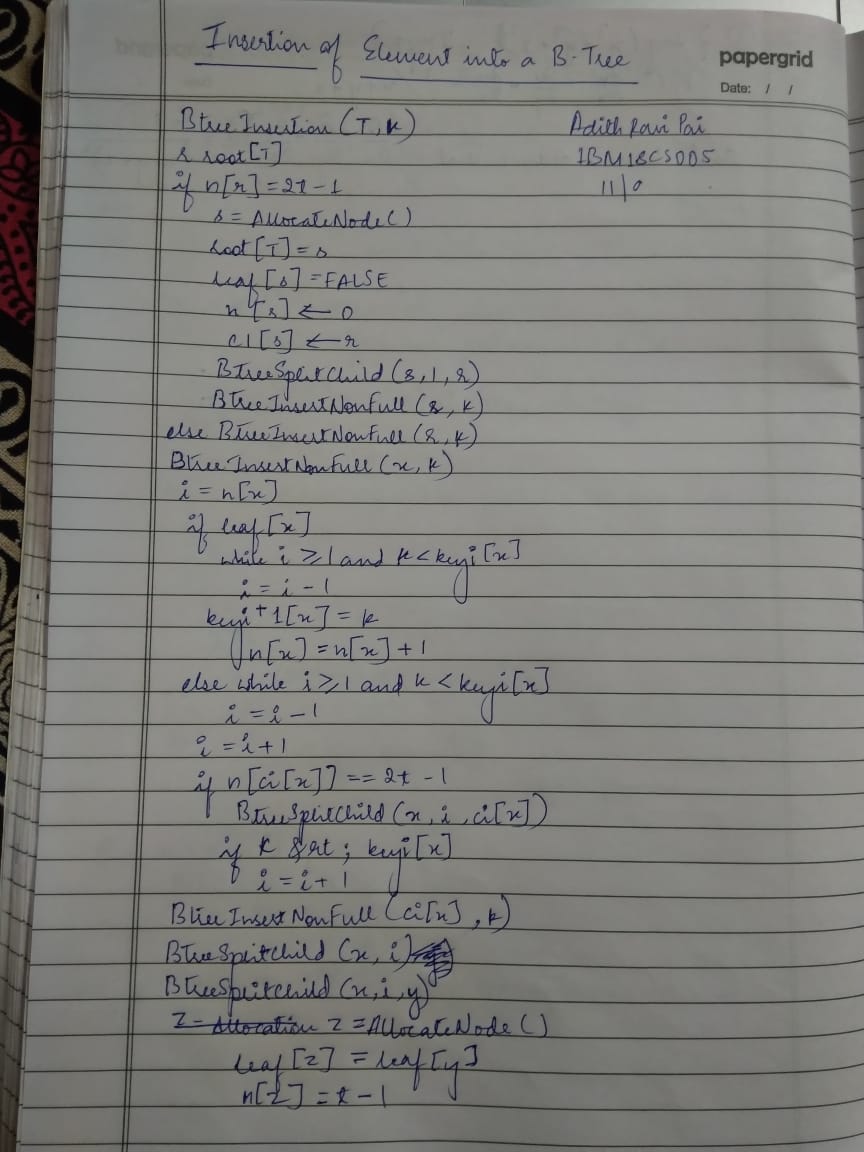 Insertion of Element into a B-Tree
papergrid
Date: / /
BtreeInsertion (T, k)
Adith Ravi Pai
r root[T]
1BM18CS005
if n[r] = 2t - 1
s = AllocateNode()
root[T] = s
leaf[s] = FALSE
n[s] ← 0
c1[s] ← r
BTreeSplitChild (s, 1, r)
BTreeInsertNonFull (s, k)
else BTreeInsertNonFull (r, k)
BtreeInsertNonFull (x, k)
i = n[x]
if leaf[x]
while i ≥ 1 and k < keyi[x]
i = i - 1
keyi+1[x] = k
n[x] = n[x] + 1
else while i ≥ 1 and k < keyi[x]
i = i - 1
i = i + 1
if n[ci[x]] == 2t - 1
BtreeSplitChild (x, i, ci[x])
if k &rt; keyi[x]
i = i + 1
BtreeInsertNonFull (ci[x], k)
BTreeSplitchild (x, i)
BtreeSplitchild (x, i, y)
Z - Allocation z = AllocateNode()
leaf[z] = leaf[y]
n[z] = t - 1